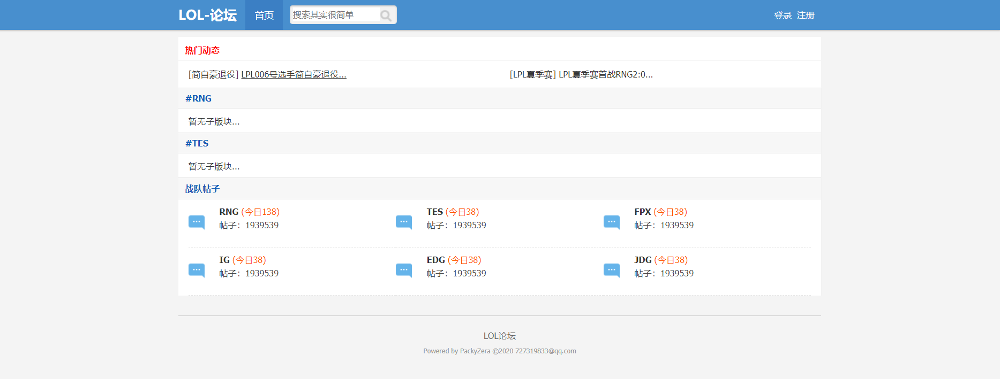 LOL-论坛 首页 搜索其实很简单 登录 注册
热门动态
[简自豪退役] LPL006号选手简自豪退役... [LPL夏季赛] LPL夏季赛首战RNG2:0...
#RNG
暂无子版块...
#TES
暂无子版块...
战队帖子
RNG (今日138) TES (今日38) FPX (今日38)
帖子：1939539 帖子：1939539 帖子：1939539
IG (今日38) EDG (今日38) JDG (今日38)
帖子：1939539 帖子：1939539 帖子：1939539
LOL论坛
Powered by PackyZera ©2020 727319833@qq.com